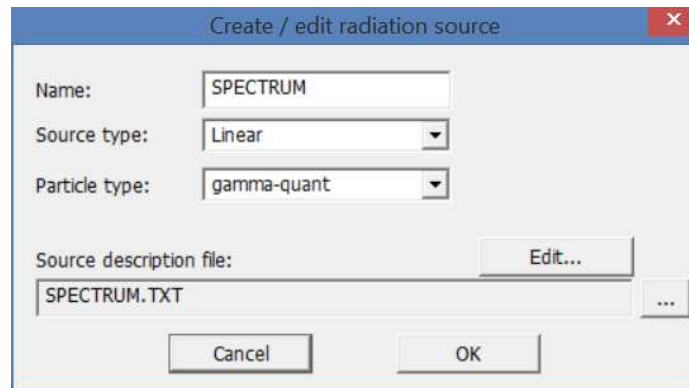 Create / edit radiation source
Name: SPECTRUM
Source type: Linear
Particle type: gamma-quant
Source description file: Edit...
SPECTRUM.TXT ...
Cancel OK